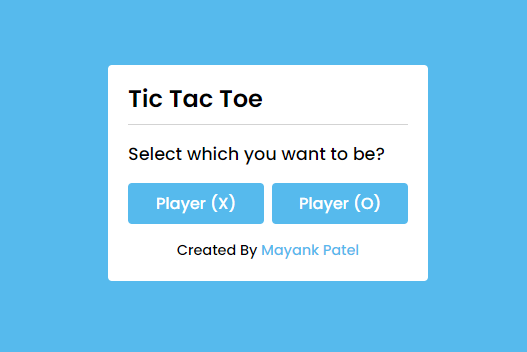 Tic Tac Toe
Select which you want to be?
Player (X) Player (O)
Created By Mayank Patel